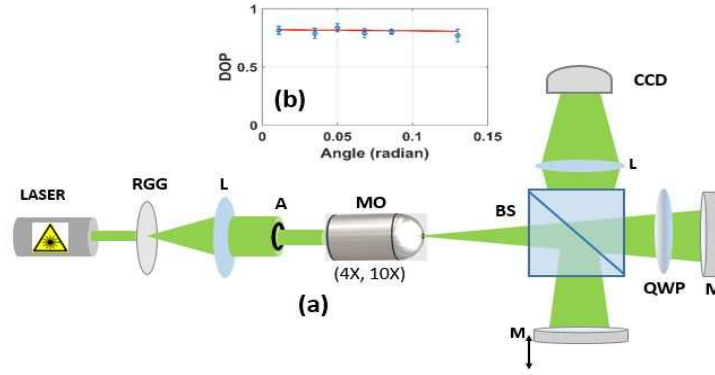 1
DOP
0.5
(b)
0
0
0.05
0.1
0.15
Angle (radian)
CCD
L
LASER
RGG
L
A
MO
BS
(4X, 10X)
(a)
QWP
M
M